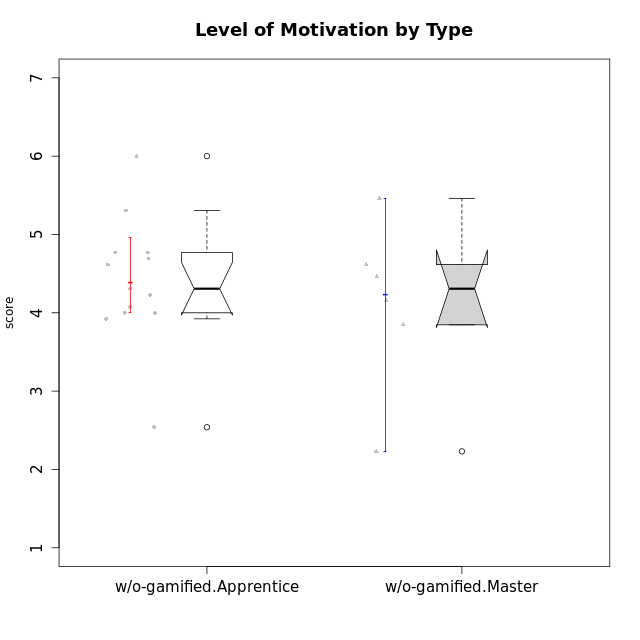 Level of Motivation by Type
7
6
5
4
3
2
1
score
w/o-gamified.Apprentice
w/o-gamified.Master